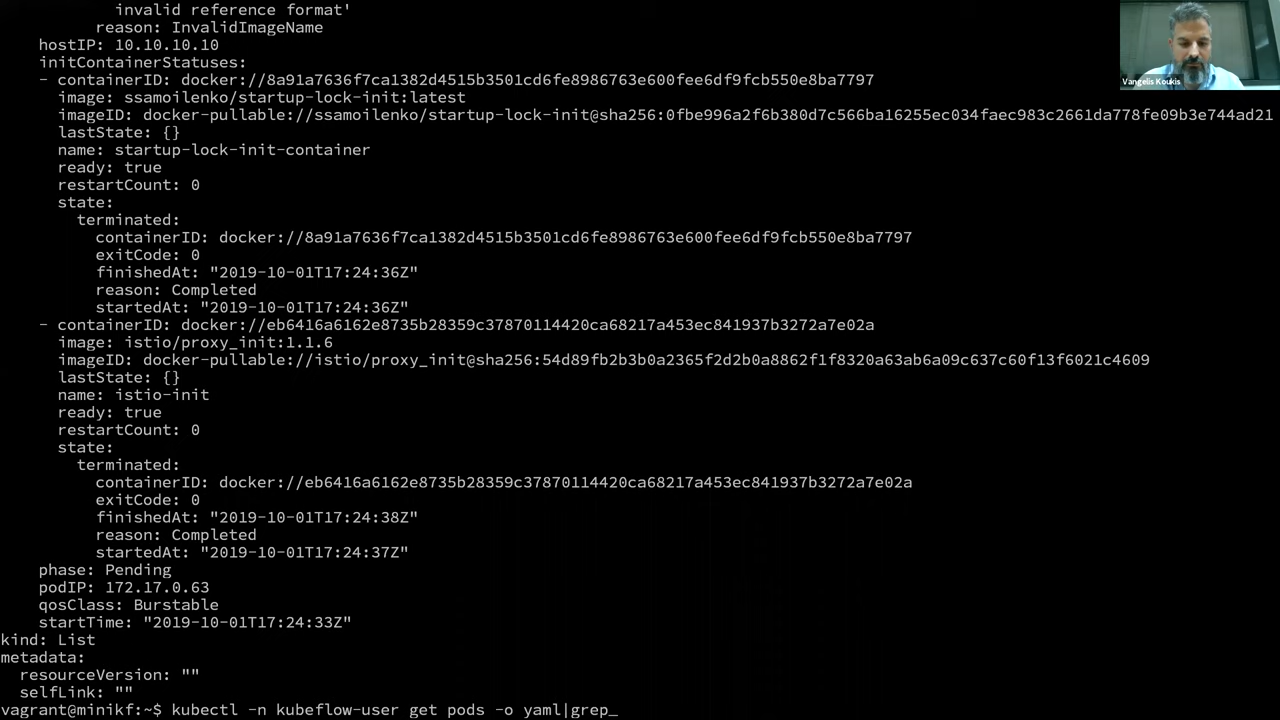 invalid reference format'
reason: InvalidImageName
hostIP: 10.10.10.10
initContainerStatuses:
- containerID: docker://8a91a7636f7ca1382d4515b3501cd6fe8986763e600fee6df9fcb550e8ba7797
image: ssamoilenko/startup-lock-init:latest
imageID: docker-pullable://ssamoilenko/startup-lock-init@sha256:0fbe996a2f6b380d7c566ba16255ec034faec983c2661da778fe09b3e744ad21
lastState: {}
name: startup-lock-init-container
ready: true
restartCount: 0
state:
terminated:
containerID: docker://8a91a7636f7ca1382d4515b3501cd6fe8986763e600fee6df9fcb550e8ba7797
exitCode: 0
finishedAt: "2019-10-01T17:24:36Z"
reason: Completed
startedAt: "2019-10-01T17:24:36Z"
- containerID: docker://eb6416a6162e8735b28359c37870114420ca68217a453ec841937b3272a7e02a
image: istio/proxy_init:1.1.6
imageID: docker-pullable://istio/proxy_init@sha256:54d89fb2b3b0a2365f2d2b0a8862f1f8320a63ab6a09c637c60f13f6021c4609
lastState: {}
name: istio-init
ready: true
restartCount: 0
state:
terminated:
containerID: docker://eb6416a6162e8735b28359c37870114420ca68217a453ec841937b3272a7e02a
exitCode: 0
finishedAt: "2019-10-01T17:24:38Z"
reason: Completed
startedAt: "2019-10-01T17:24:37Z"
phase: Pending
podIP: 172.17.0.63
qosClass: Burstable
startTime: "2019-10-01T17:24:33Z"
kind: List
metadata:
resourceVersion: ""
selfLink: ""
vagrant@minikf:~$ kubectl -n kubeflow-user get pods -o yaml|grep_
Vangelis Koukis